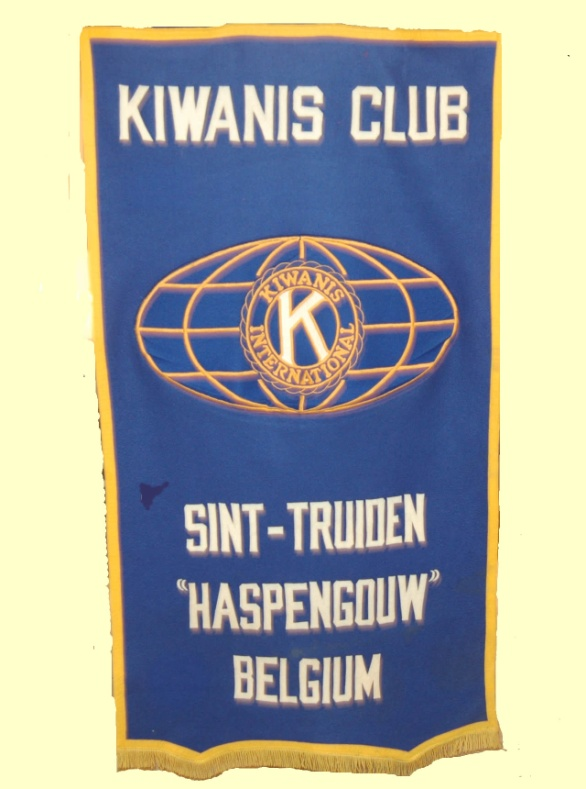 KIWANIS CLUB
KIWANIS
K
INTERNATIONAL
SINT-TRUIDEN
"HASPENGOUW"
BELGIUM